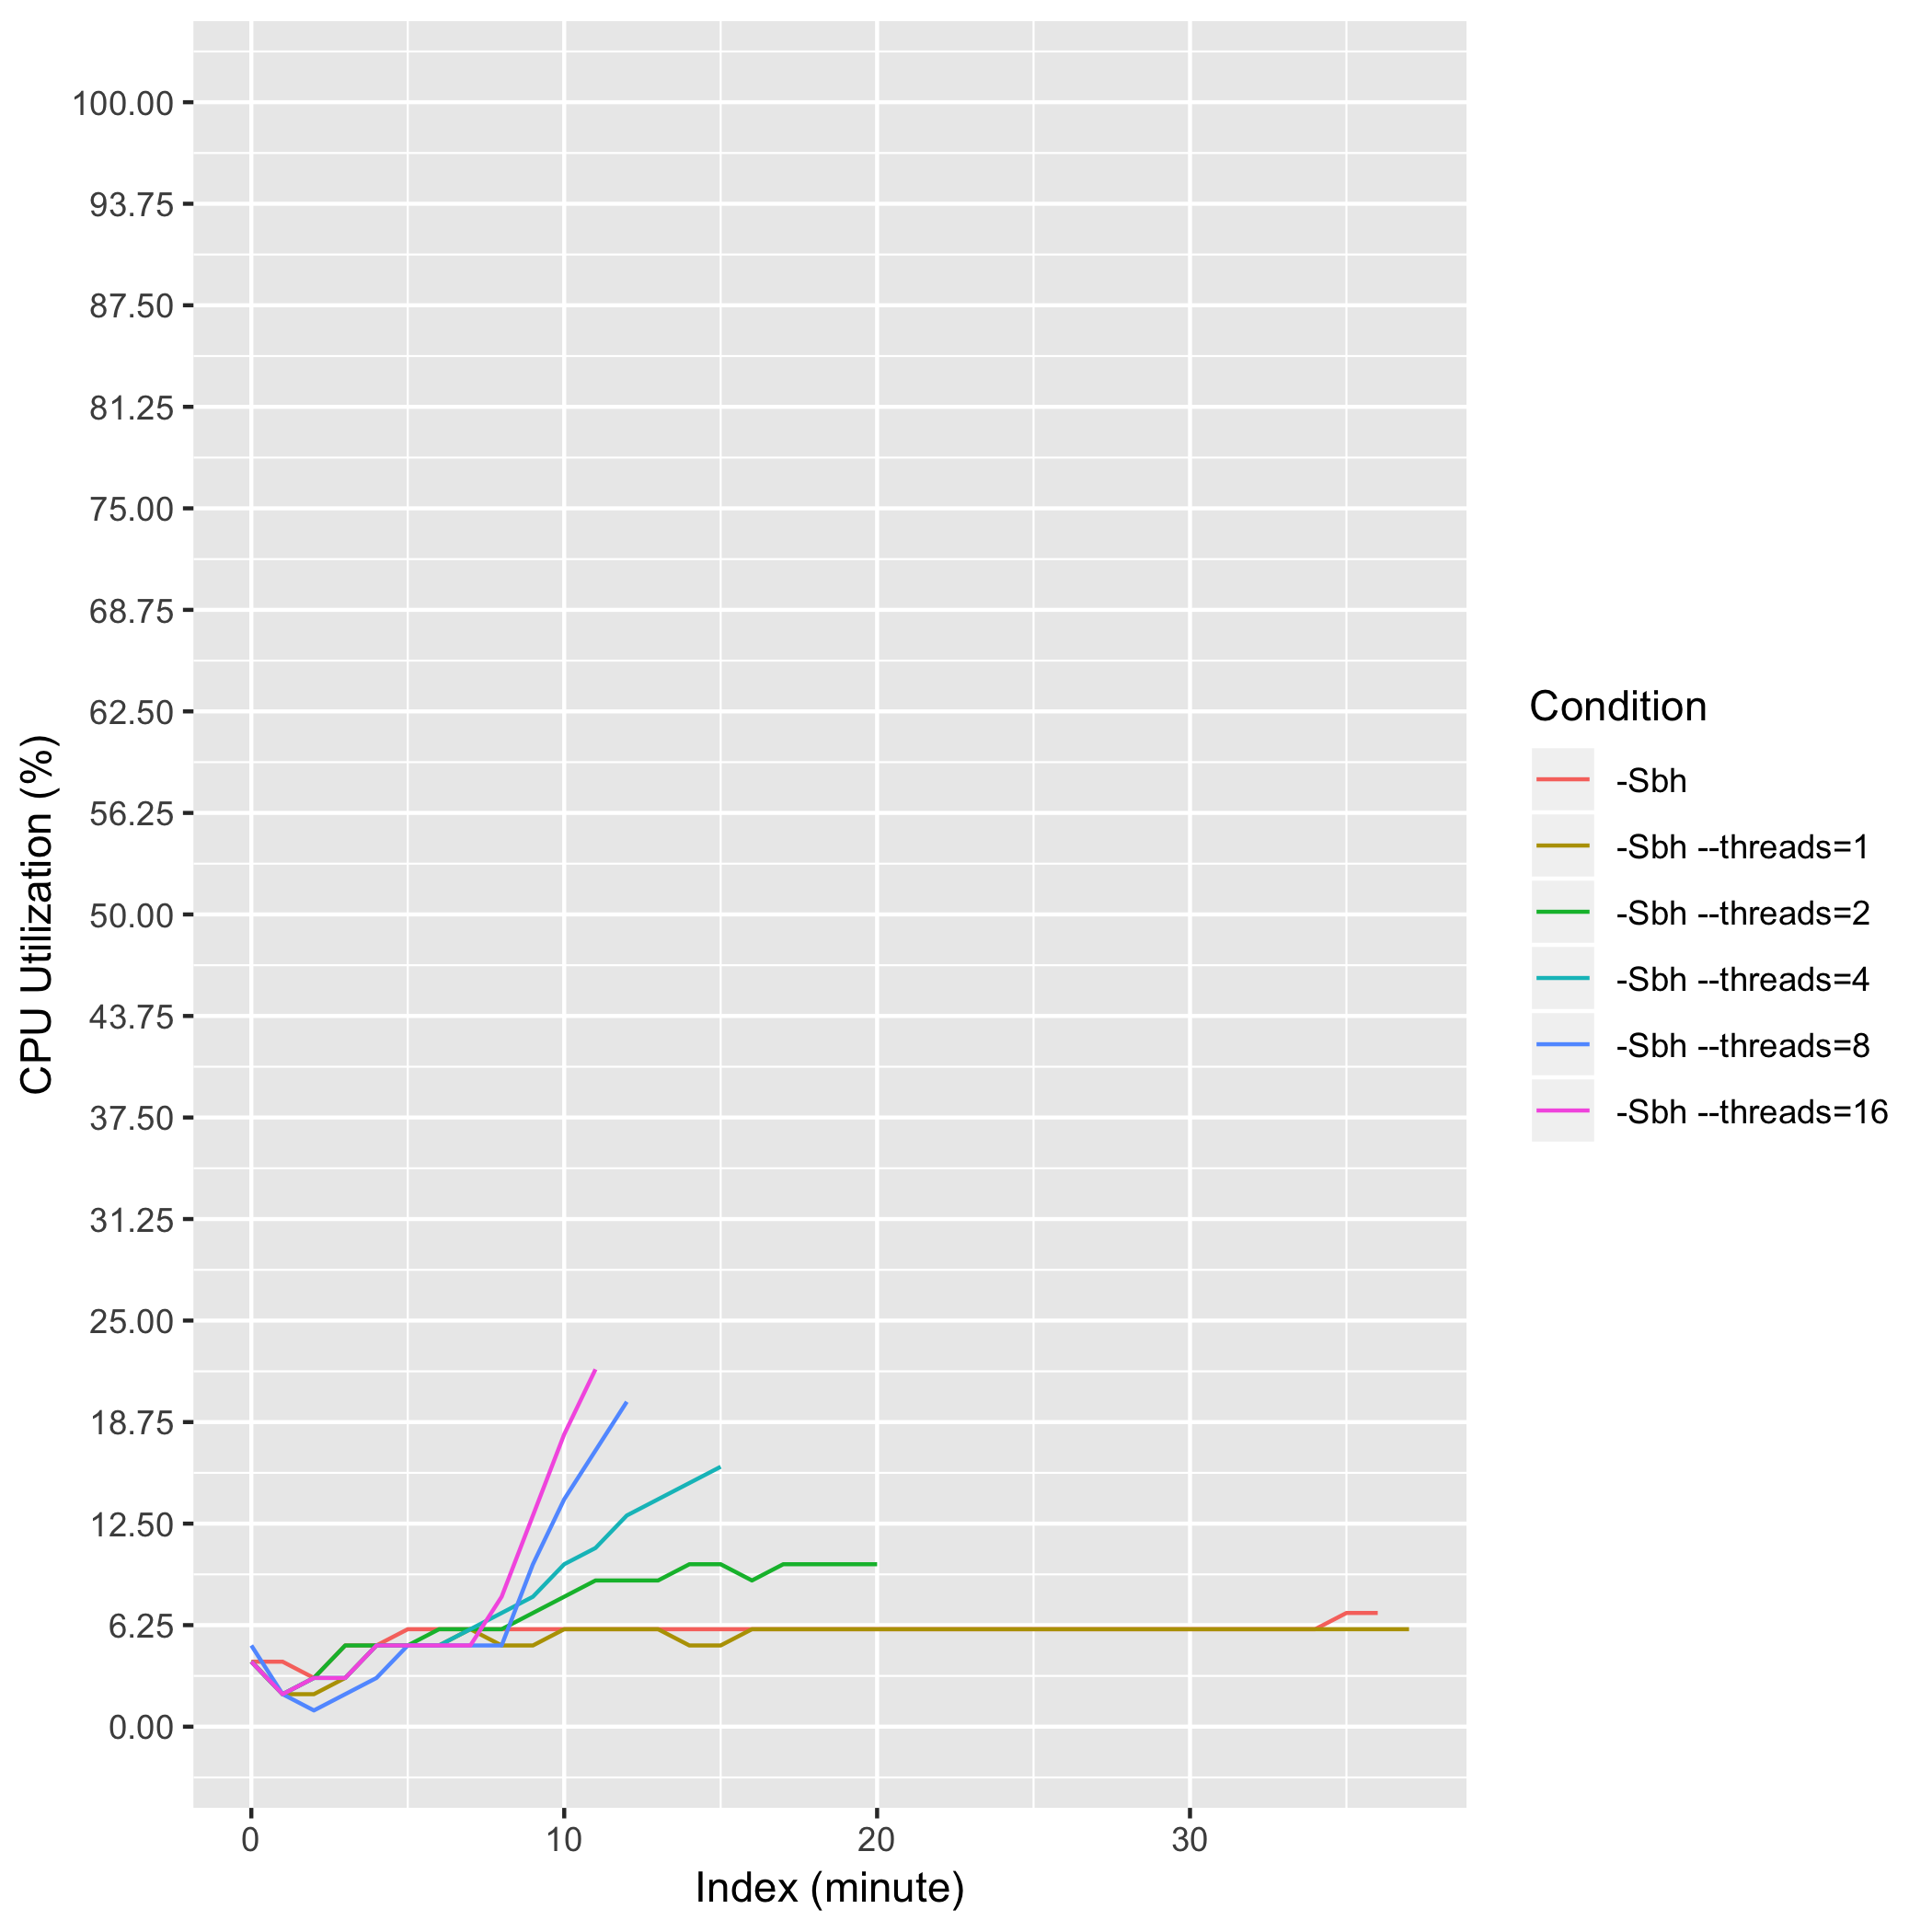 CPU Utilization (%)
100.00
93.75
87.50
81.25
75.00
68.75
62.50
56.25
50.00
43.75
37.50
31.25
25.00
18.75
12.50
6.25
0.00
0 10 20 30
Index (minute)
Condition
-Sbh
-Sbh --threads=1
-Sbh --threads=2
-Sbh --threads=4
-Sbh --threads=8
-Sbh --threads=16